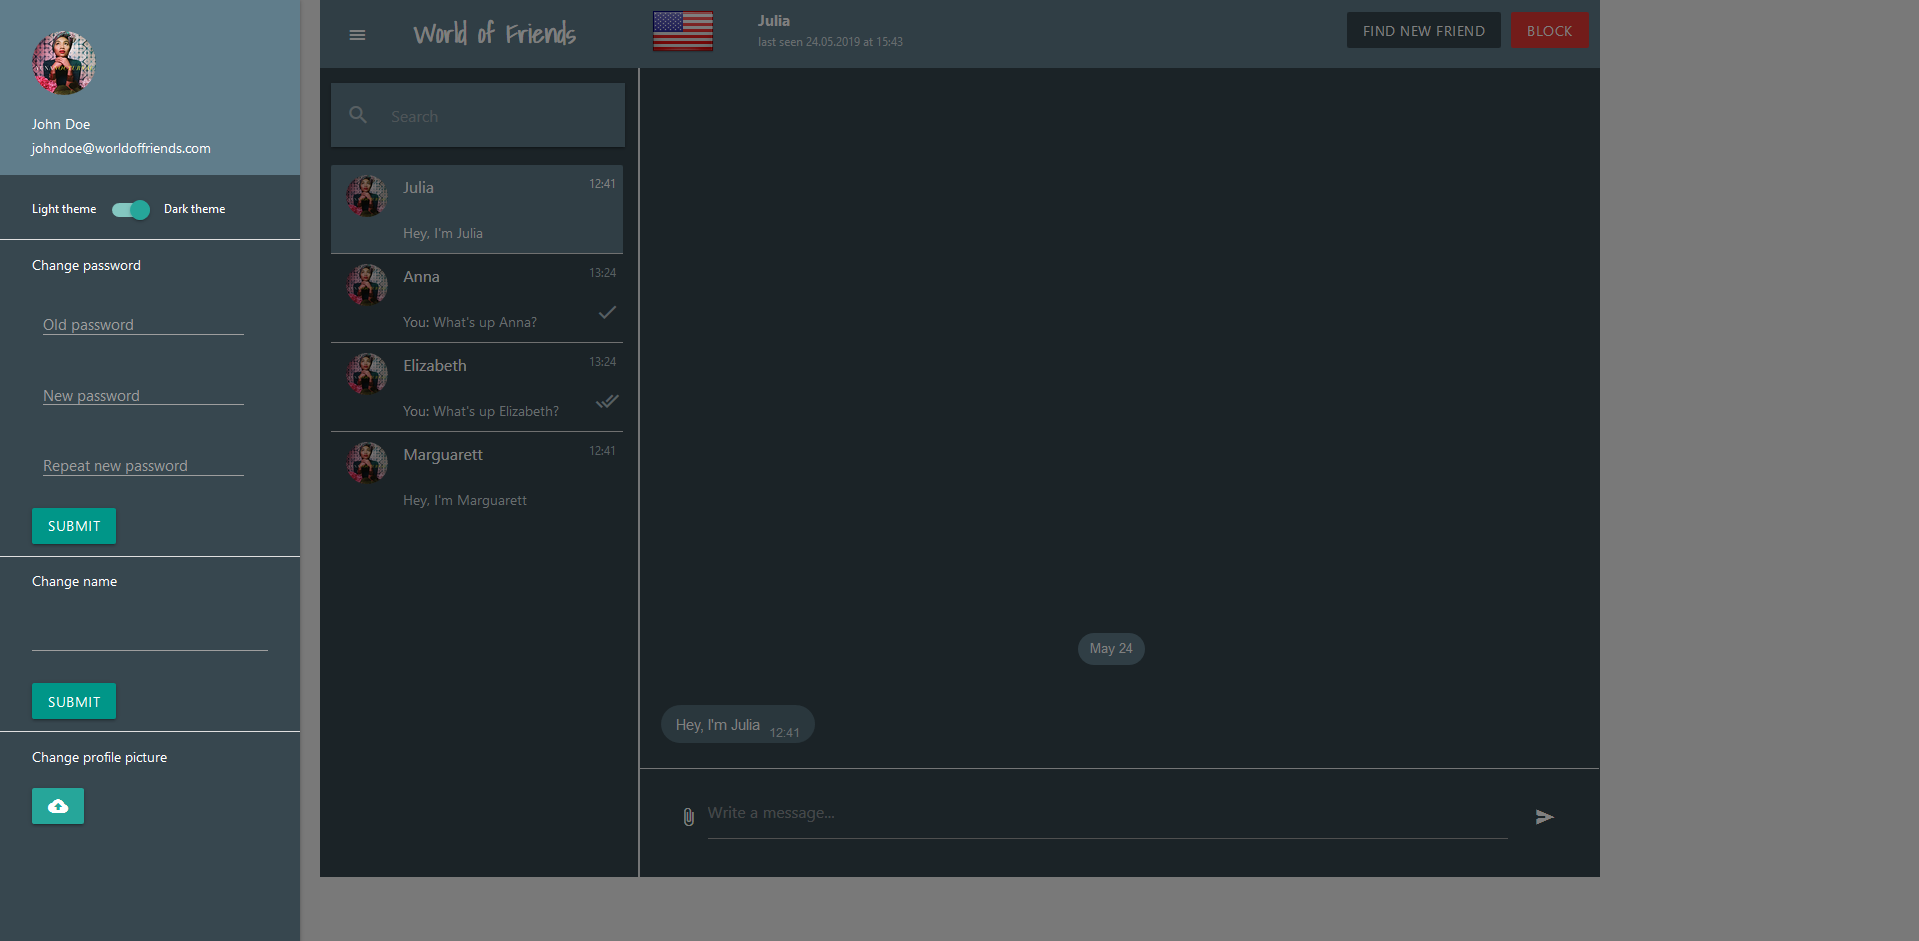 John Doe
johndoe@worldoffriends.com
Light theme
Dark theme
Change password
Old password
New password
Repeat new password
SUBMIT
Change name
SUBMIT
Change profile picture
World of Friends
Julia
last seen 24.05.2019 at 15:43
FIND NEW FRIEND
BLOCK
Search
Julia
12:41
Hey, I'm Julia
Anna
13:24
You: What's up Anna?
Elizabeth
13:24
You: What's up Elizabeth?
Marguarett
12:41
Hey, I'm Marguarett
May 24
Hey, I'm Julia
12:41
Write a message...